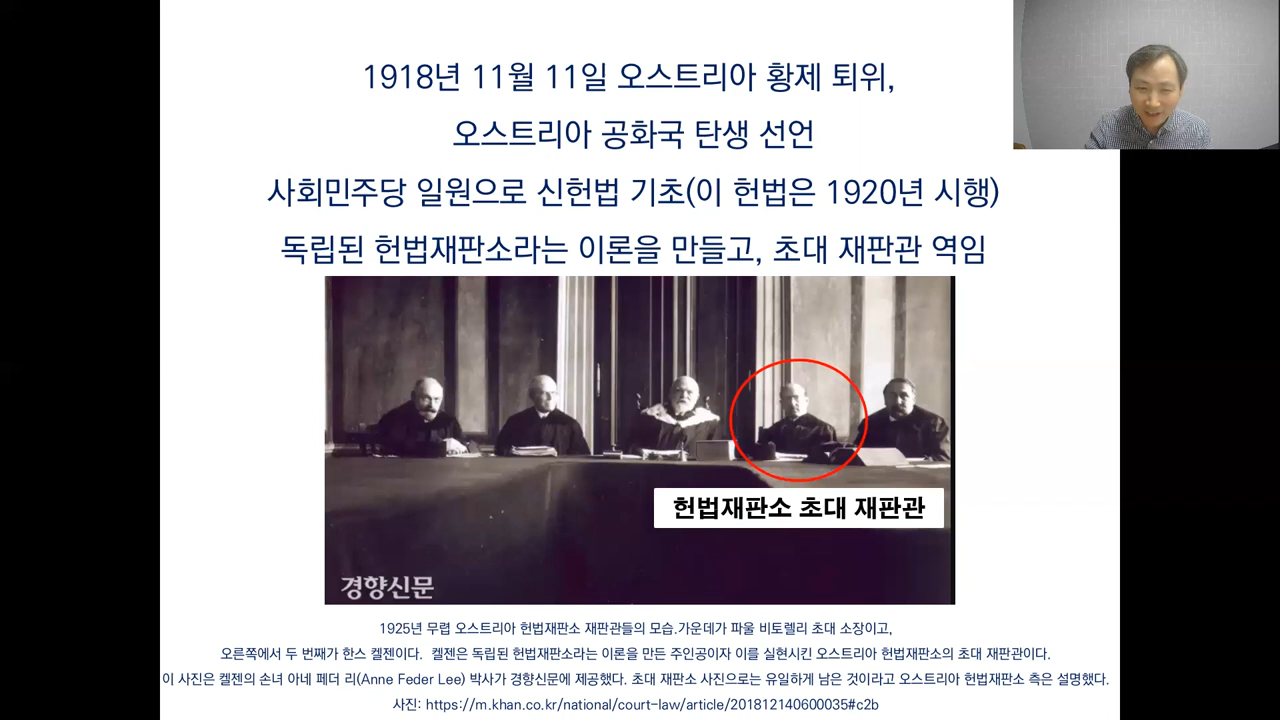 1918년 11월 11일 오스트리아 황제 퇴위,
오스트리아 공화국 탄생 선언
사회민주당 일원으로 신헌법 기초(이 헌법은 1920년 시행)
독립된 헌법재판소라는 이론을 만들고, 초대 재판관 역임
헌법재판소 초대 재판관
경향신문
1925년 무렵 오스트리아 헌법재판소 재판관들의 모습.가운데가 파울 비토렐리 초대 소장이고,
오른쪽에서 두 번째가 한스 켈젠이다. 켈젠은 독립된 헌법재판소라는 이론을 만든 주인공이자 이를 실현시킨 오스트리아 헌법재판소의 초대 재판관이다.
이 사진은 켈젠의 손녀 아네 페더 리(Anne Feder Lee) 박사가 경향신문에 제공했다. 초대 재판소 사진으로는 유일하게 남은 것이라고 오스트리아 헌법재판소 측은 설명했다.
사진: https://m.khan.co.kr/national/court-law/article/201812140600035#c2b